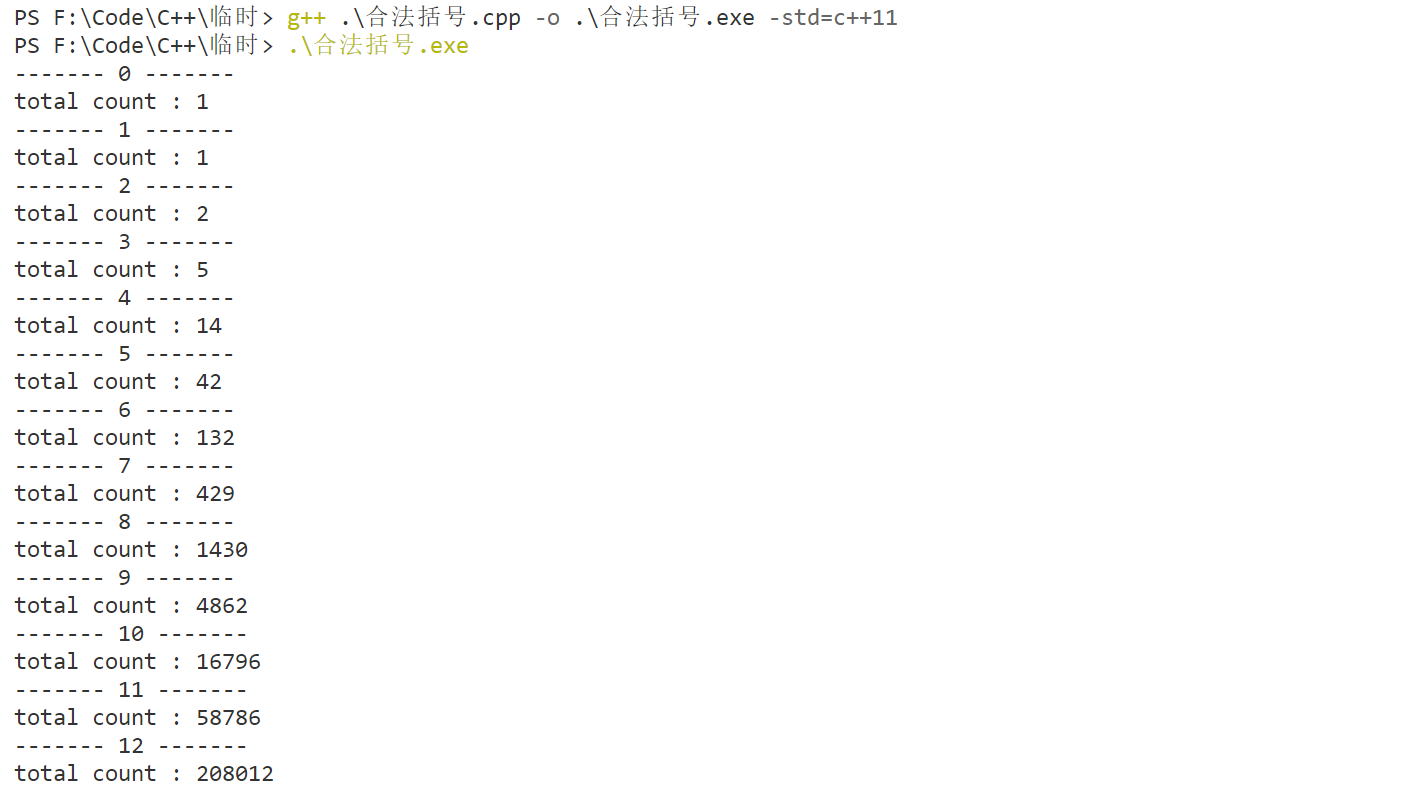 PS F:\Code\C++\临时> g++ .\合法括号.cpp -o .\合法括号.exe -std=c++11
PS F:\Code\C++\临时> .\合法括号.exe
------- 0 -------
total count : 1
------- 1 -------
total count : 1
------- 2 -------
total count : 2
------- 3 -------
total count : 5
------- 4 -------
total count : 14
------- 5 -------
total count : 42
------- 6 -------
total count : 132
------- 7 -------
total count : 429
------- 8 -------
total count : 1430
------- 9 -------
total count : 4862
------- 10 -------
total count : 16796
------- 11 -------
total count : 58786
------- 12 -------
total count : 208012